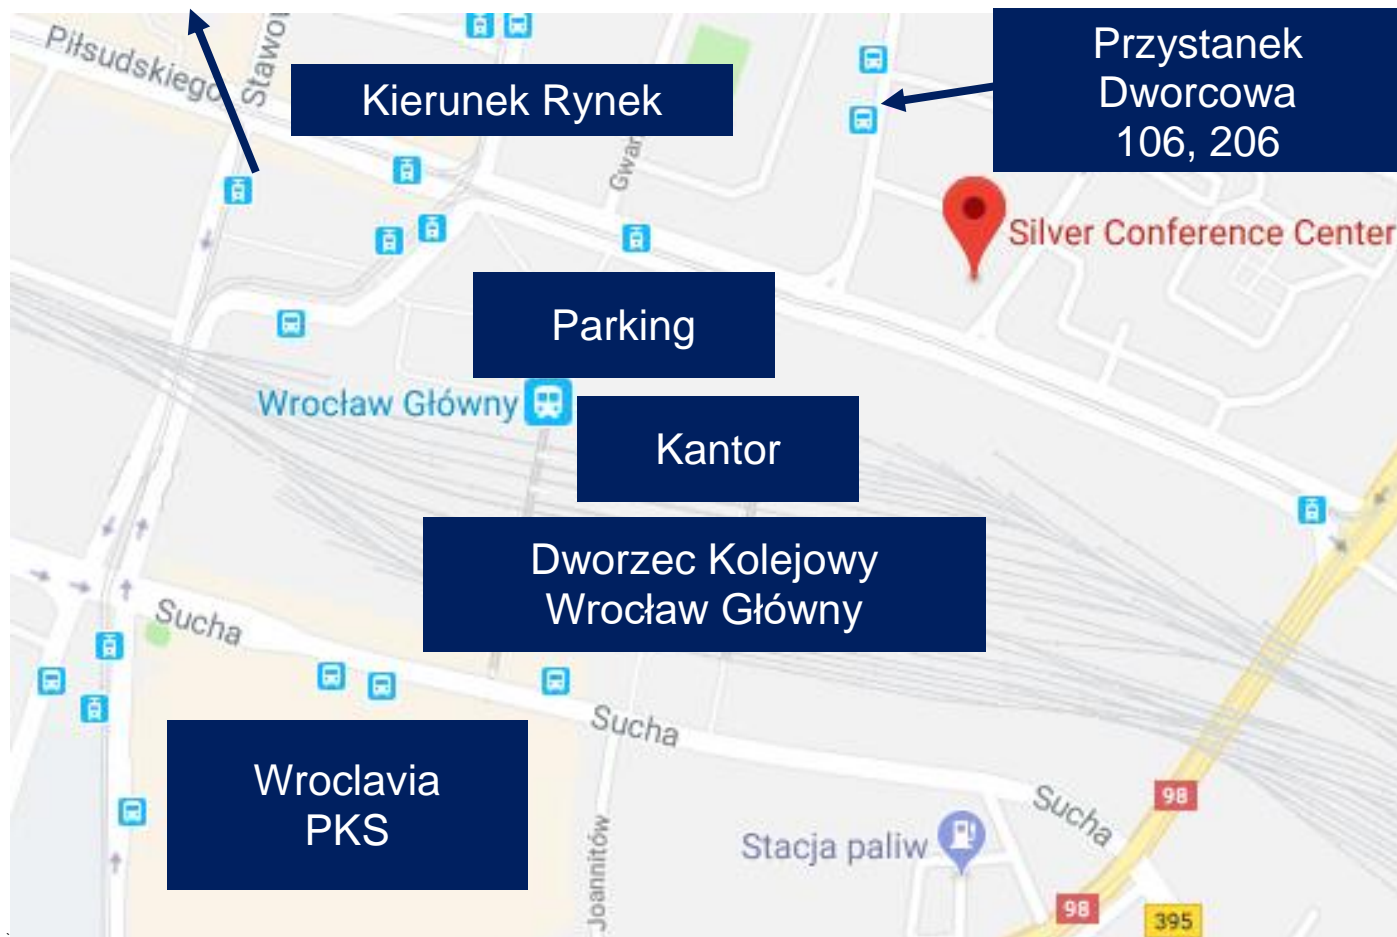 Piłsudskiego
Stawo
Kierunek Rynek
Przystanek
Dworcowa
106, 206
Gwar
Silver Conference Center
Parking
Wrocław Główny
Kantor
Dworzec Kolejowy
Wrocław Główny
Sucha
Sucha
Wroclavia
PKS
98
Sucha
Stacja paliw
Joannitów
98
395